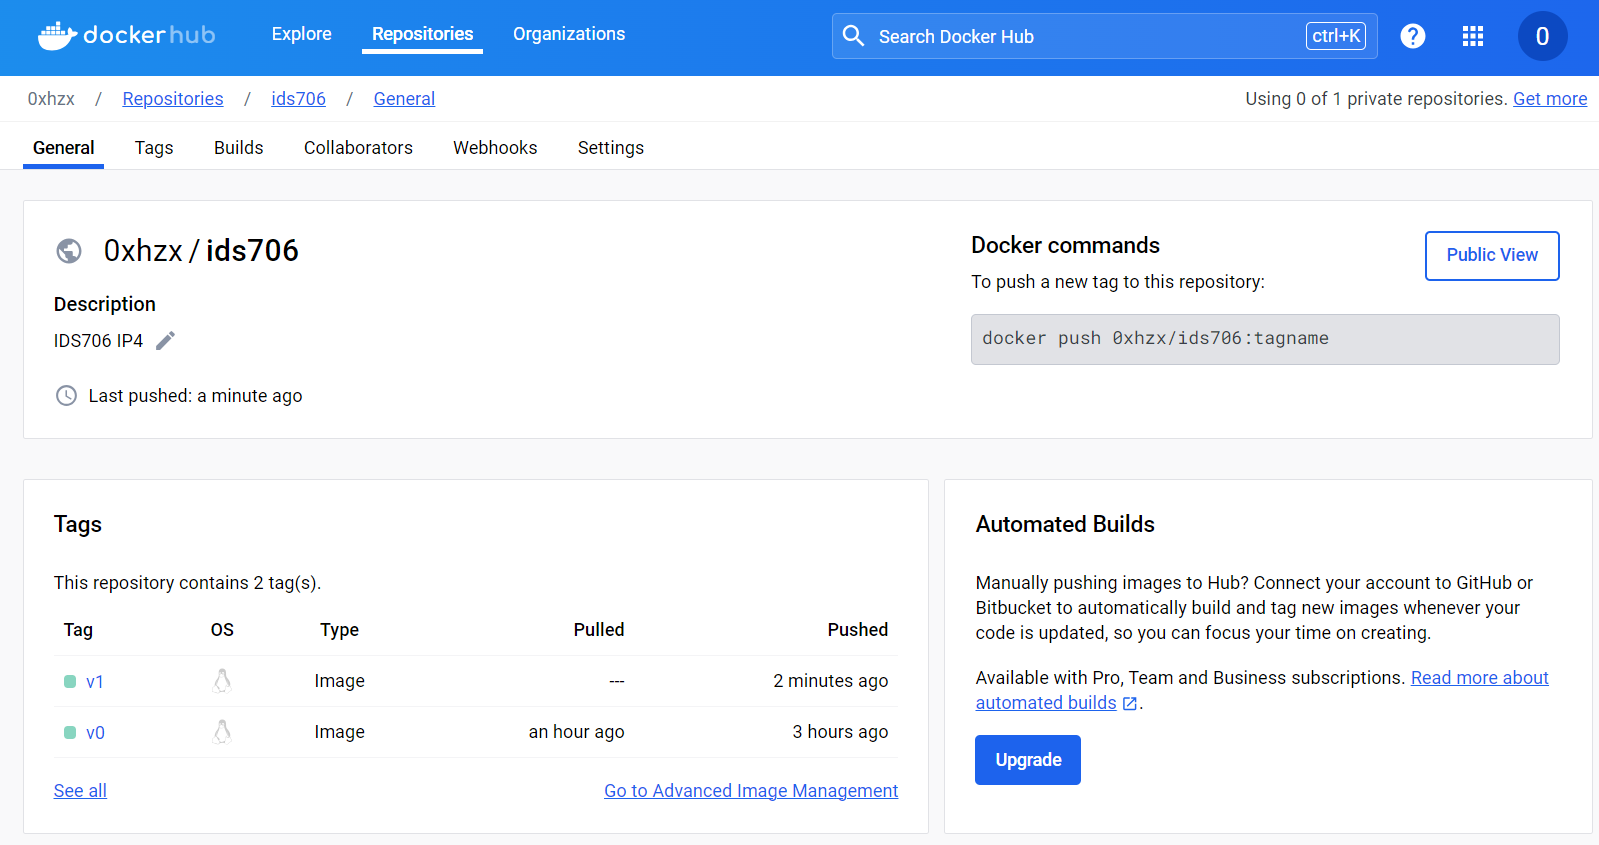 dockerhub Explore Repositories Organizations Search Docker Hub ctrl+K ? 0
0xhzx / Repositories / ids706 / General Using 0 of 1 private repositories. Get more
General Tags Builds Collaborators Webhooks Settings
0xhzx / ids706
Description
IDS706 IP4
Last pushed: a minute ago
Docker commands
Public View
To push a new tag to this repository:
docker push 0xhzx/ids706:tagname
Tags
This repository contains 2 tag(s).
Tag OS Type Pulled Pushed
v1 Image --- 2 minutes ago
v0 Image an hour ago 3 hours ago
See all Go to Advanced Image Management
Automated Builds
Manually pushing images to Hub? Connect your account to GitHub or
Bitbucket to automatically build and tag new images whenever your
code is updated, so you can focus your time on creating.
Available with Pro, Team and Business subscriptions. Read more about
automated builds .
Upgrade